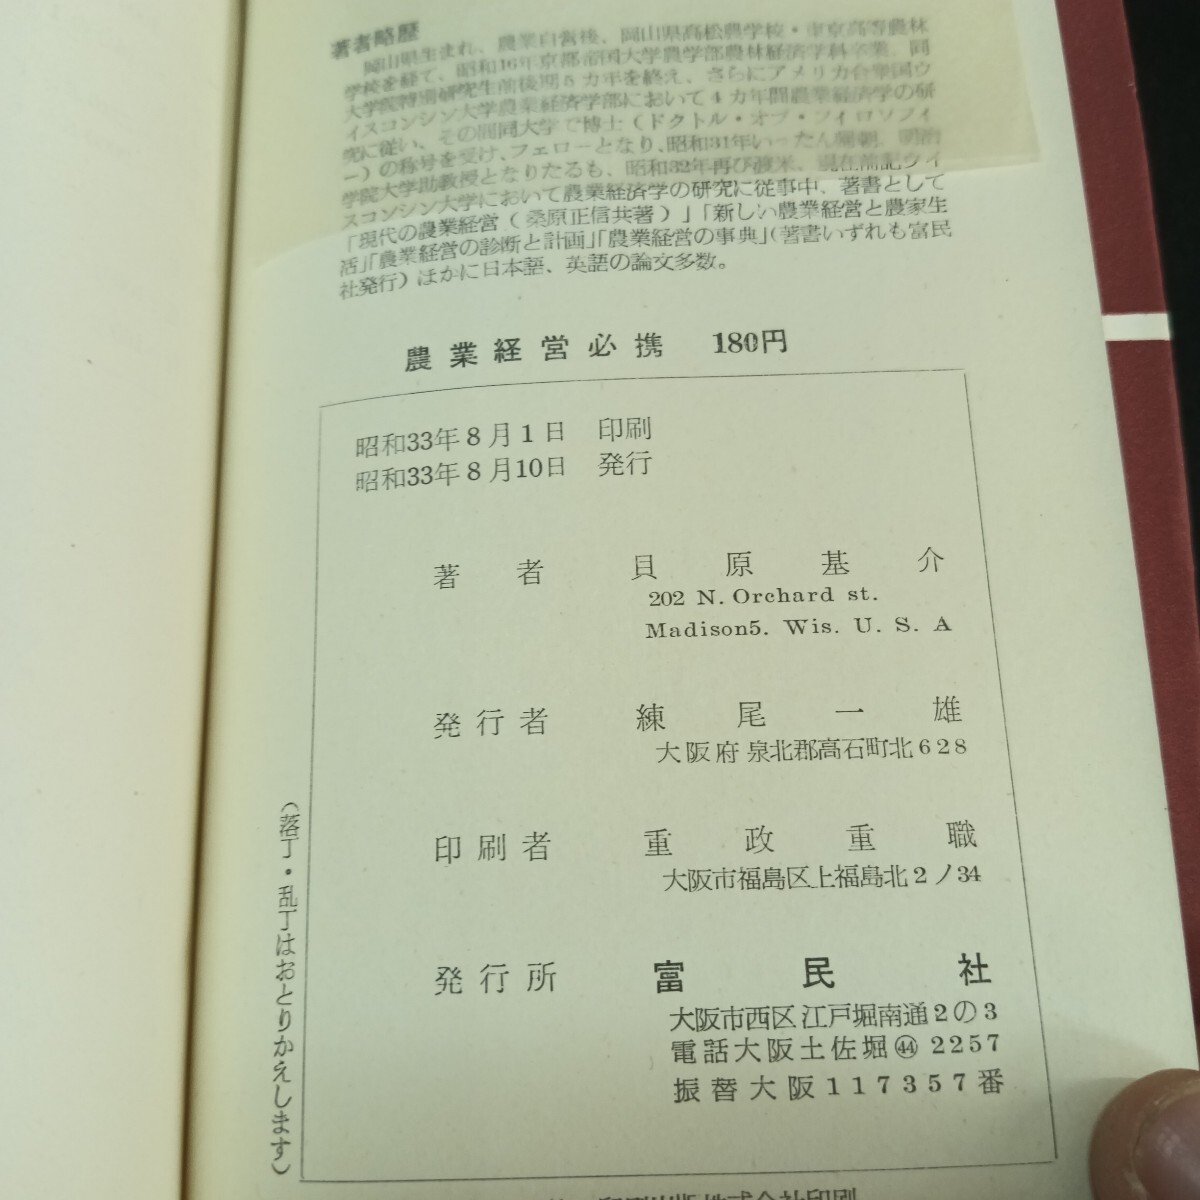 著者略歴
岡山県生まれ、農業自営後、岡山県高松農学校・東京高等農林
学校を経て、昭和16年京都帝国大学農学部農林経済学科卒業、同
大学院特別研究生前後期5カ年を終え、さらにアメリカ合衆国ウ
イスコンシン大学農業経済学部において4カ年間農業経済学の研
究に従い、その間同大学で博士(ドクトル・オブ・フィロソフィ
ー)の称号を受け、フェローとなり、昭和31年いったん帰朝、明治
学院大学助教授となりたるも、昭和32年再び渡米、現在前記ウイ
スコンシン大学において農業経済学の研究に従事中、著書として
「現代の農業経営(桑原正信共著)」「新しい農業経営と農家生
活」「農業経営の診断と計画」「農業経営の事典」(著書いずれも富民
社発行)ほかに日本語、英語の論文多数。
農業経営必携 180円
昭和33年8月1日 印刷
昭和33年8月10日 発行
著者 貝原基介
202 N. Orchard st.
Madison5. Wis. U. S. A
発行者 練尾一雄
大阪府泉北郡高石町北628
印刷者 重政重職
大阪市福島区上福島北2ノ34
発行所 富民社
大阪市西区江戸堀南通2の3
電話大阪土佐堀㊹2257
振替大阪117357番
(落丁・乱丁はおとりかえします)
印刷出版株式会社印刷